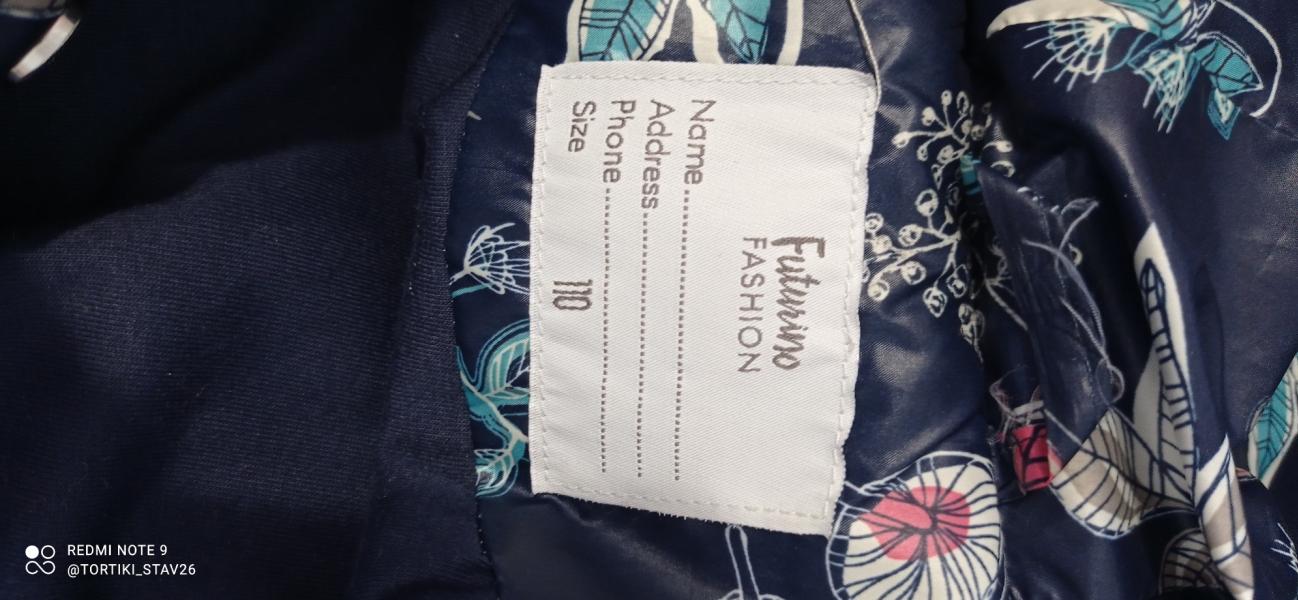 Futurino
FASHION
Name
Address
Phone
Size 110
REDMI NOTE 9
@TORTIKI_STAV26